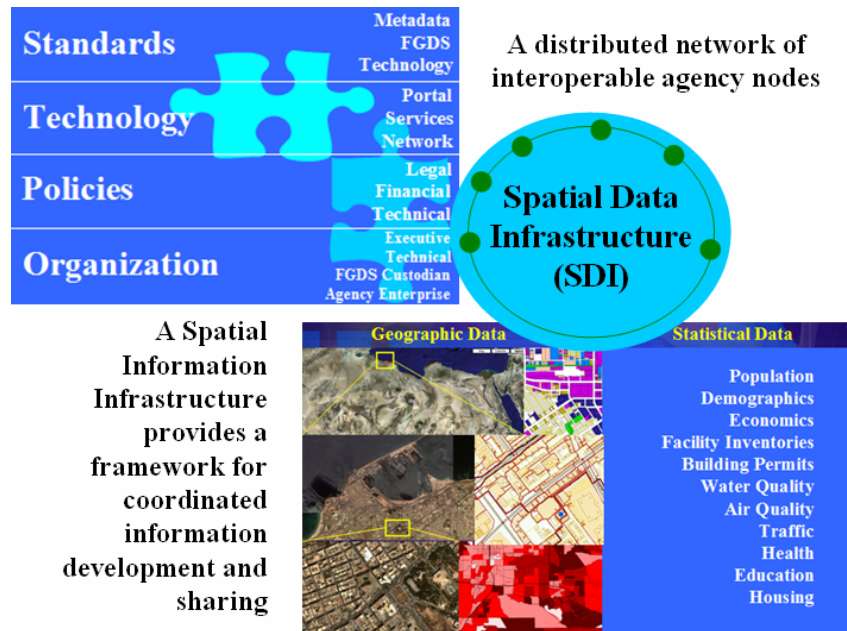 Standards
Metadata
FGDS
Technology
Technology
Portal
Services
Network
Policies
Legal
Financial
Technical
Organization
Executive
Technical
FGDS Custodian
Agency Enterprise
A distributed network of
interoperable agency nodes
Spatial Data
Infrastructure
(SDI)
A Spatial
Information
Infrastructure
provides a
framework for
coordinated
information
development and
sharing
Geographic Data
Statistical Data
Population
Demographics
Economics
Facility Inventories
Building Permits
Water Quality
Air Quality
Traffic
Health
Education
Housing